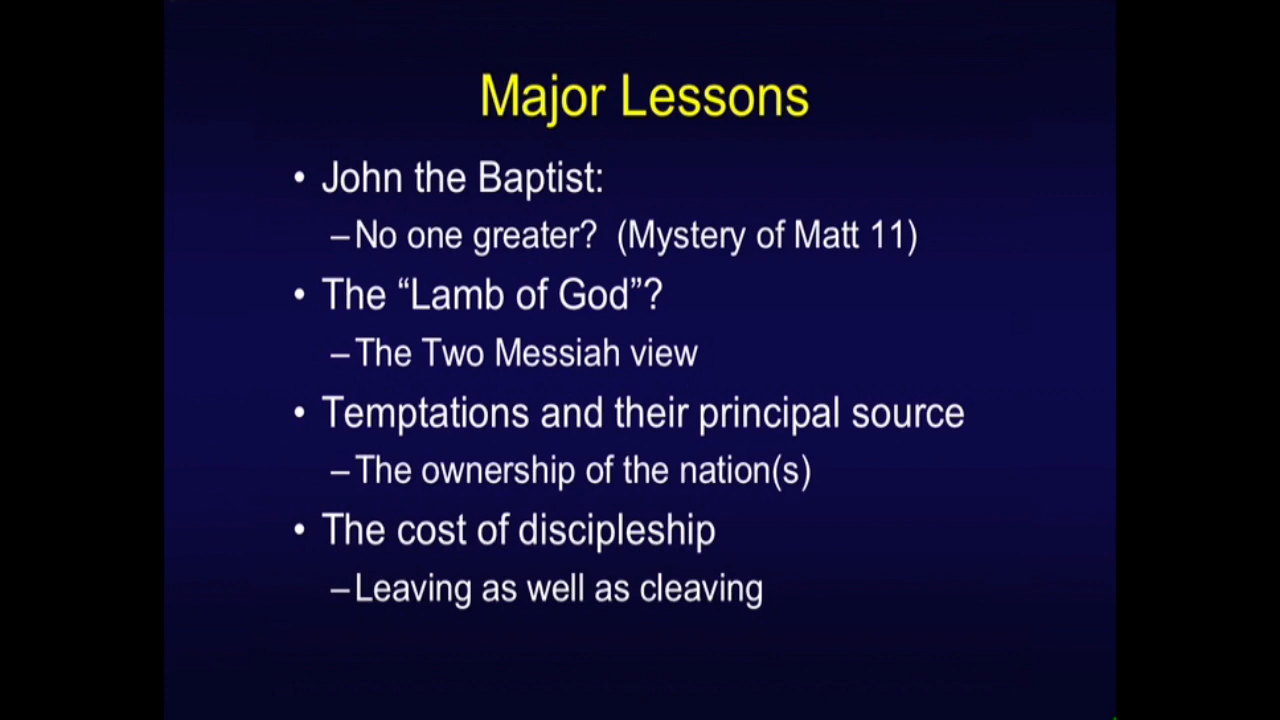 Major Lessons
• John the Baptist:
–No one greater?  (Mystery of Matt 11)
• The “Lamb of God”?
–The Two Messiah view
• Temptations and their principal source
–The ownership of the nation(s)
• The cost of discipleship
–Leaving as well as cleaving